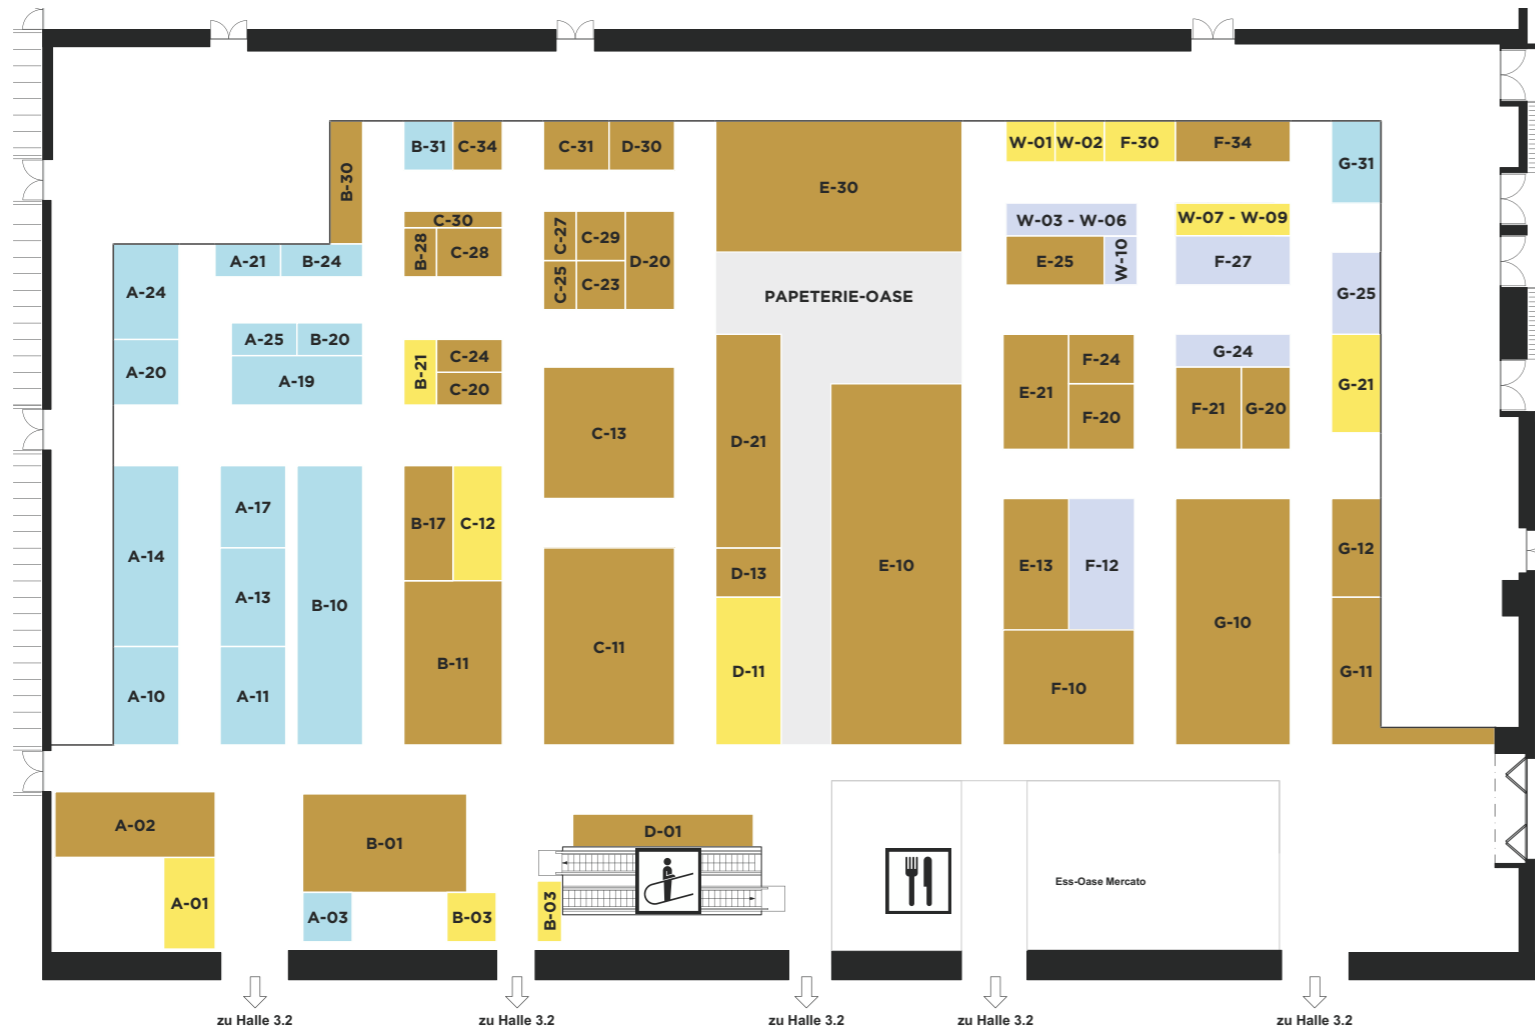 B-31 C-34 C-31 D-30 E-30 W-01 W-02 F-30 F-34 G-31
B-30
C-30
B-28 C-28
C-27 C-29 D-20
C-25 C-23
W-03 - W-06 W-07 - W-09
E-25 W-10 F-27
A-21 B-24
A-24
PAPETERIE-OASE
G-25
A-25 B-20
A-20 A-19
B-21 C-24
C-20
E-21 F-24
F-20
G-24
F-21 G-20
G-21
C-13
D-21
A-17
B-17 C-12
A-14
A-13 B-10
D-13 E-10
E-13 F-12
G-12
G-10
B-11
C-11
D-11
F-10
G-11
A-10 A-11
A-02
B-01
D-01
A-01
A-03 B-03 B-03
Ess-Oase Mercato
zu Halle 3.2 zu Halle 3.2 zu Halle 3.2 zu Halle 3.2 zu Halle 3.2